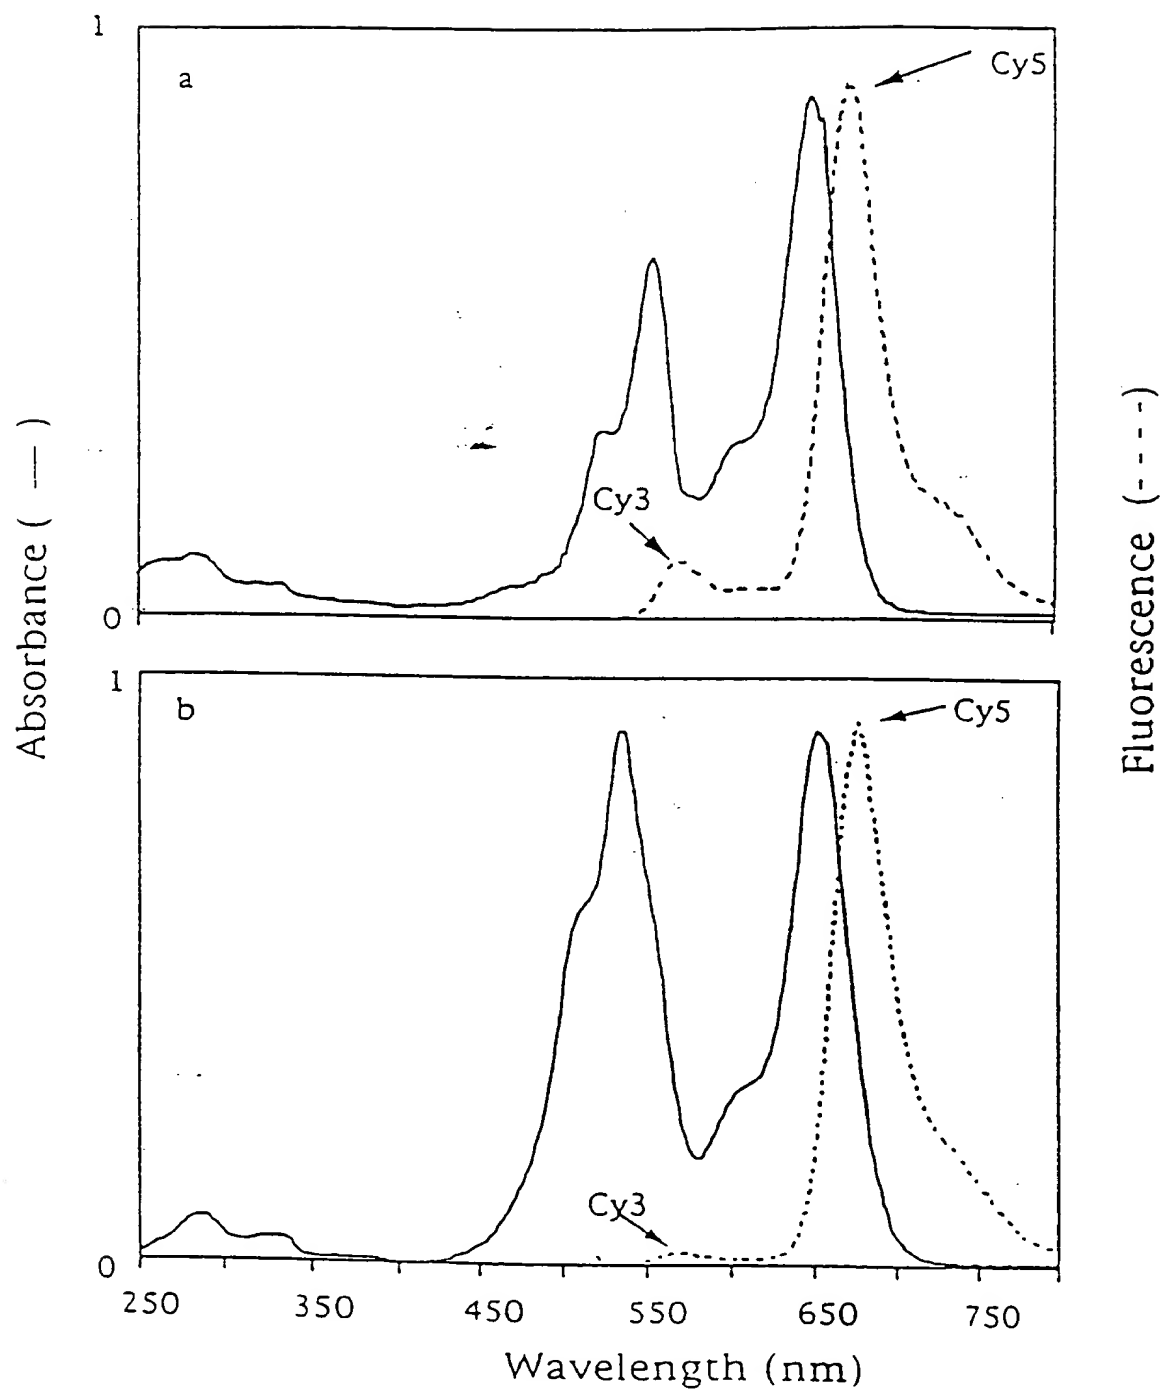 1
a
Cy5
Cy3
0
Absorbance ( — )
Fluorescence (- - - -)
1
b
Cy5
Cy3
0
250 350 450 550 650 750
Wavelength (nm)